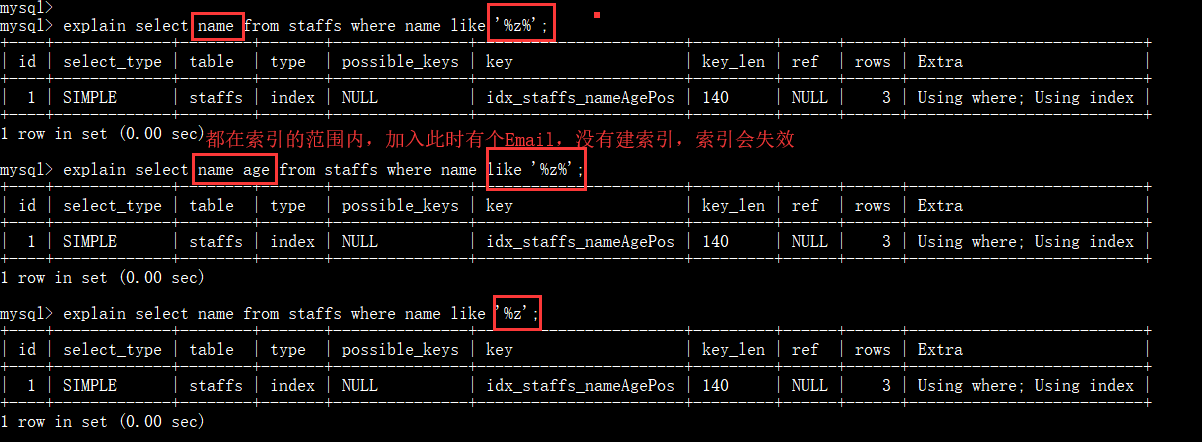 mysql>
mysql> explain select name from staffs where name like '%z%';
+----+-------------+--------+-------+---------------+-----------------------+---------+------+------+--------------------------+
| id | select_type | table | type | possible_keys | key | key_len | ref | rows | Extra |
+----+-------------+--------+-------+---------------+-----------------------+---------+------+------+--------------------------+
| 1 | SIMPLE | staffs | index | NULL | idx_staffs_nameAgePos | 140 | NULL | 3 | Using where; Using index |
+----+-------------+--------+-------+---------------+-----------------------+---------+------+------+--------------------------+
1 row in set (0.00 sec) 都在索引的范围内，加入此时有个Email，没有建索引，索引会失效
mysql> explain select name age from staffs where name like '%z%';
+----+-------------+--------+-------+---------------+-----------------------+---------+------+------+--------------------------+
| id | select_type | table | type | possible_keys | key | key_len | ref | rows | Extra |
+----+-------------+--------+-------+---------------+-----------------------+---------+------+------+--------------------------+
| 1 | SIMPLE | staffs | index | NULL | idx_staffs_nameAgePos | 140 | NULL | 3 | Using where; Using index |
+----+-------------+--------+-------+---------------+-----------------------+---------+------+------+--------------------------+
1 row in set (0.00 sec)
mysql> explain select name from staffs where name like '%z';
+----+-------------+--------+-------+---------------+-----------------------+---------+------+------+--------------------------+
| id | select_type | table | type | possible_keys | key | key_len | ref | rows | Extra |
+----+-------------+--------+-------+---------------+-----------------------+---------+------+------+--------------------------+
| 1 | SIMPLE | staffs | index | NULL | idx_staffs_nameAgePos | 140 | NULL | 3 | Using where; Using index |
+----+-------------+--------+-------+---------------+-----------------------+---------+------+------+--------------------------+
1 row in set (0.00 sec)